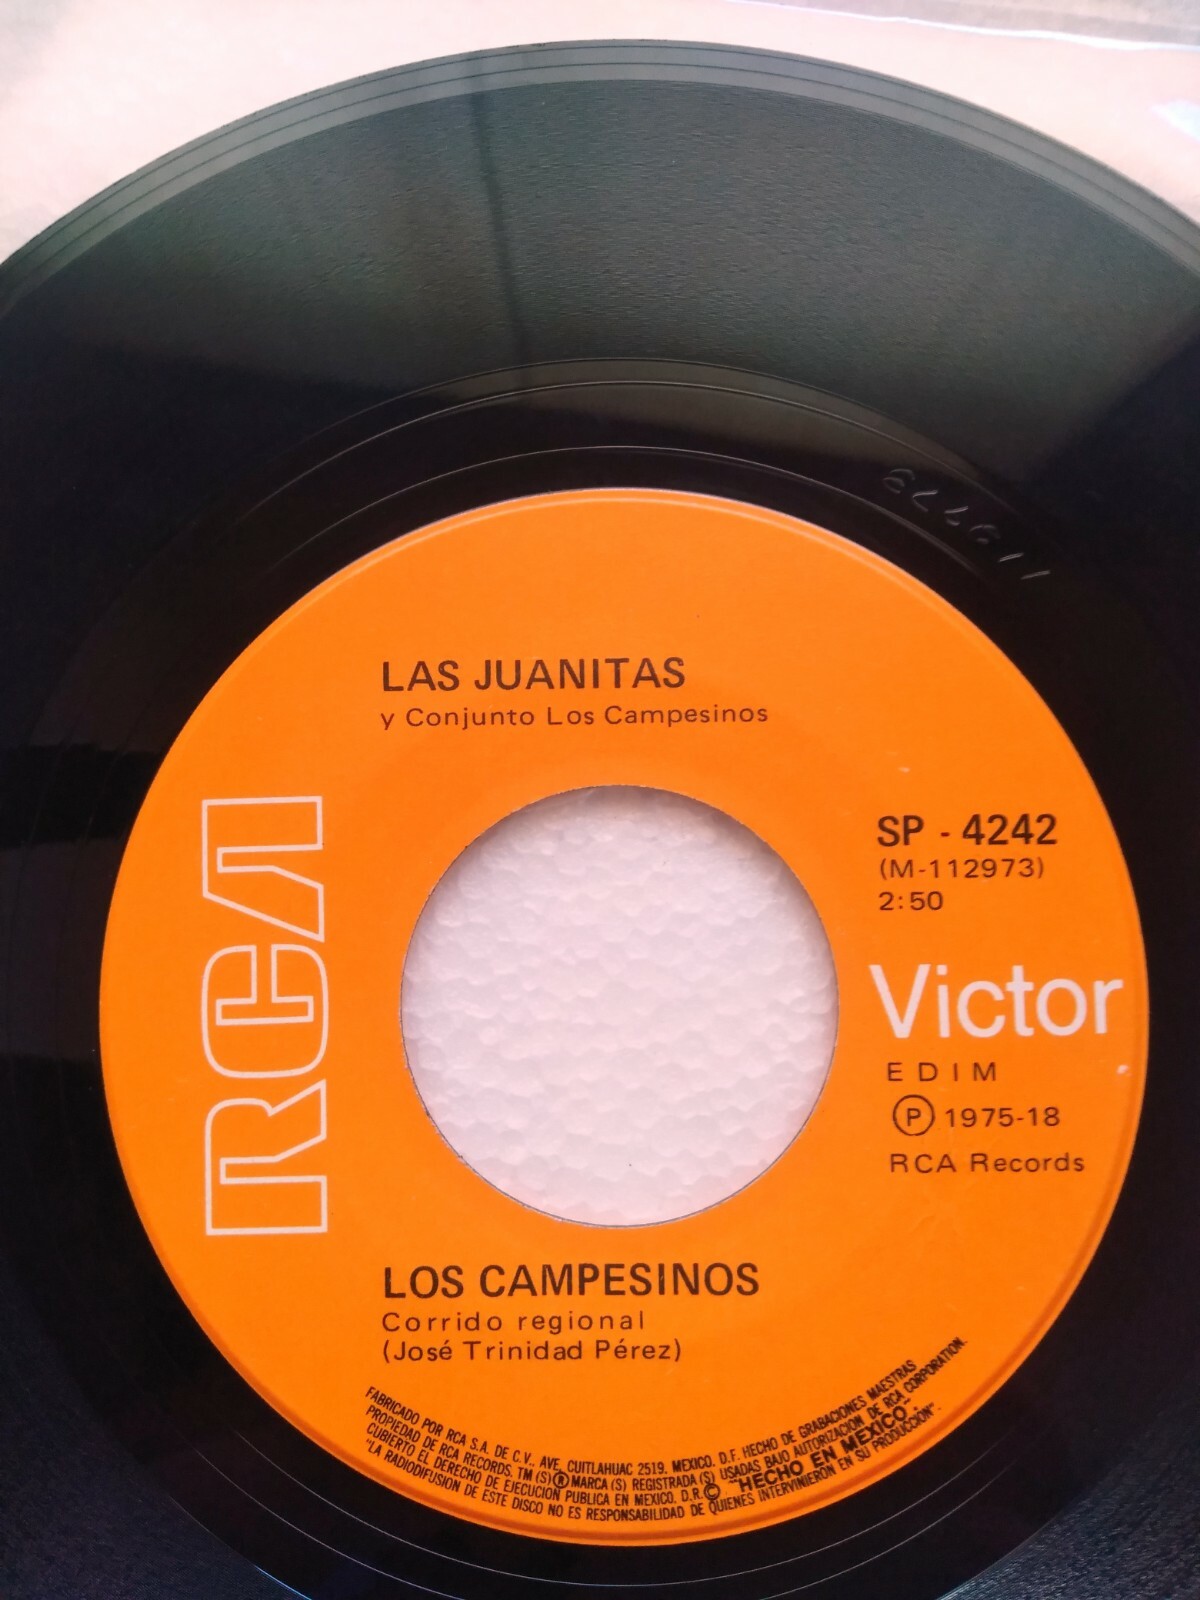 LAS JUANITAS
y Conjunto Los Campesinos
RCA
SP - 4242
(M-112973)
2:50
Victor
EDIM
Ⓟ 1975-18
RCA Records
LOS CAMPESINOS
Corrido regional
(José Trinidad Pérez)
FABRICADO POR RCA S.A. DE C.V., AVE. CUITLAHUAC 2519, MEXICO, D.F. HECHO DE GRABACIONES MAESTRAS
PROPIEDAD DE RCA RECORDS. TM (S) ® MARCA (S) REGISTRADA (S) USADAS BAJO AUTORIZACION DE RCA CORPORATION.
CUBIERTO EL DERECHO DE EJECUCION PUBLICA EN MEXICO. D.R. © "HECHO EN MEXICO".
"LA RADIODIFUSION DE ESTE DISCO NO ES RESPONSABILIDAD DE QUIENES INTERVINIERON EN SU PRODUCCION".